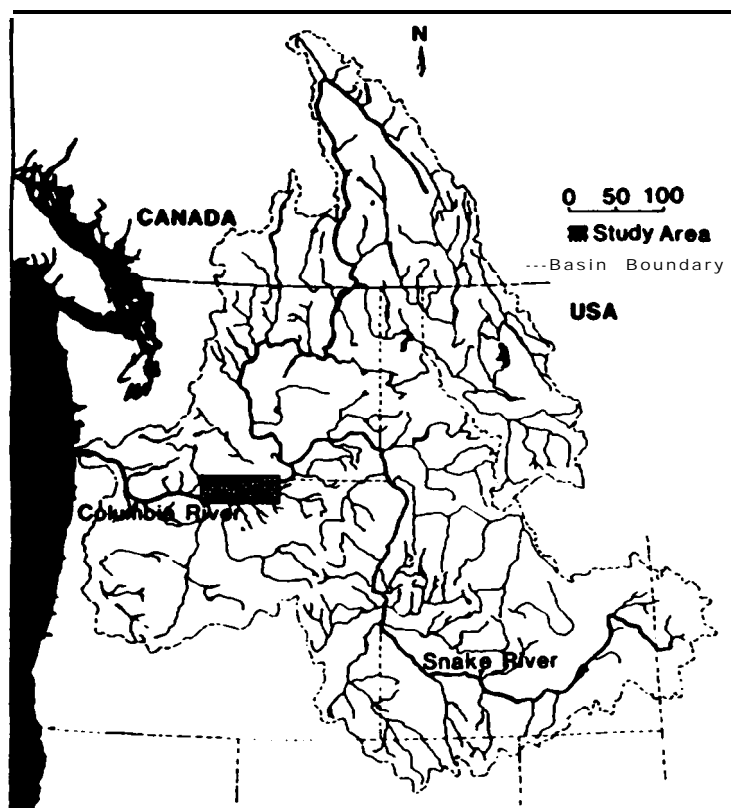 N
CANADA
0 50 100
Study Area
---Basin Boundary
USA
Columbia River
Snake River